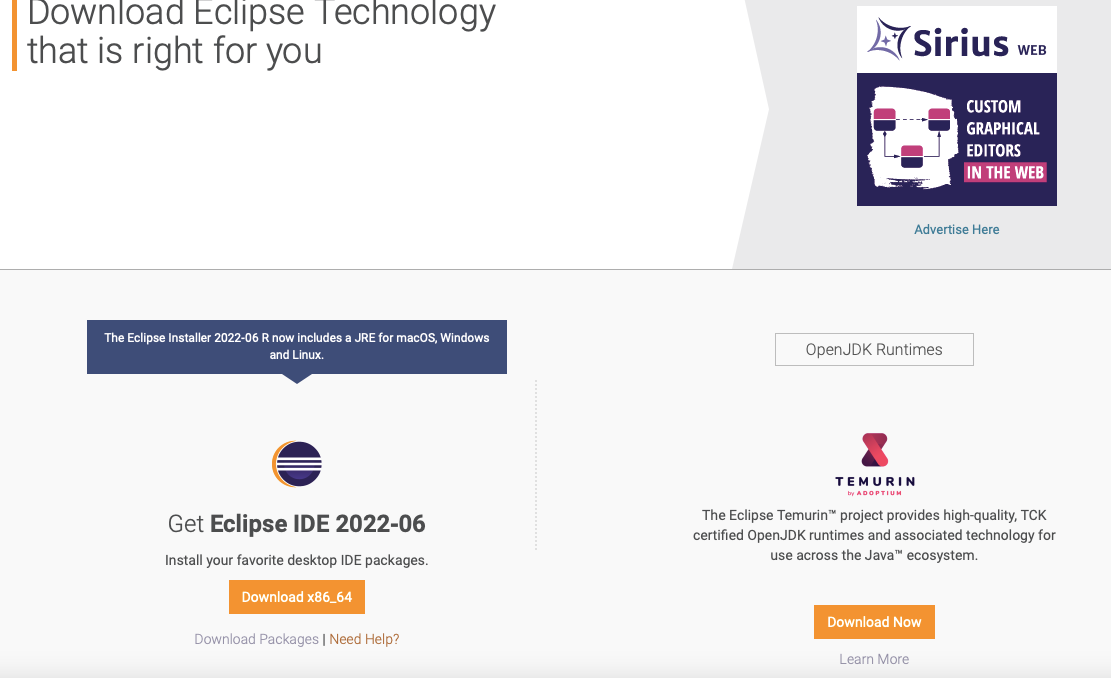 Download Eclipse Technology
that is right for you
Sirius WEB
CUSTOM
GRAPHICAL
EDITORS
IN THE WEB
Advertise Here
The Eclipse Installer 2022-06 R now includes a JRE for macOS, Windows
and Linux.
Get Eclipse IDE 2022-06
Install your favorite desktop IDE packages.
Download x86_64
Download Packages | Need Help?
OpenJDK Runtimes
TEMURIN
by ADOPTIUM
The Eclipse Temurin™ project provides high-quality, TCK
certified OpenJDK runtimes and associated technology for
use across the Java™ ecosystem.
Download Now
Learn More